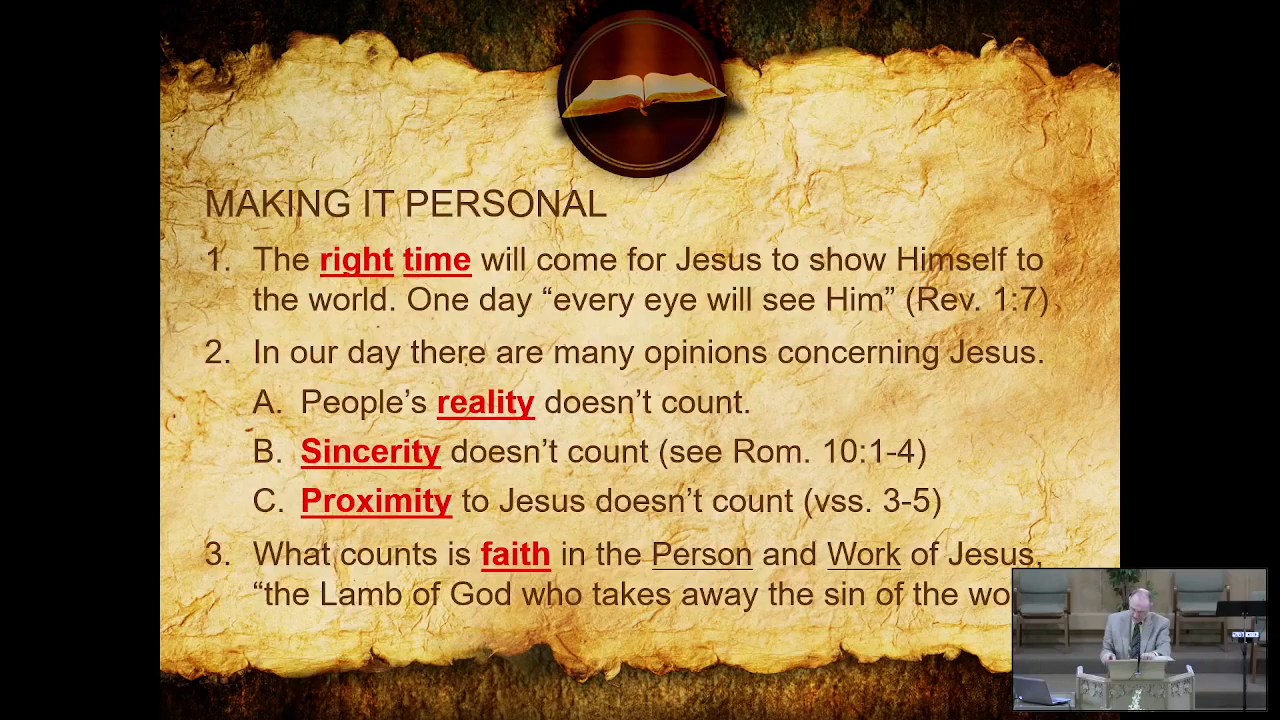 MAKING IT PERSONAL
1. The right time will come for Jesus to show Himself to
the world. One day “every eye will see Him” (Rev. 1:7)
2. In our day there are many opinions concerning Jesus.
A. People’s reality doesn’t count.
B. Sincerity doesn’t count (see Rom. 10:1-4)
C. Proximity to Jesus doesn’t count (vss. 3-5)
3. What counts is faith in the Person and Work of Jesus,
“the Lamb of God who takes away the sin of the